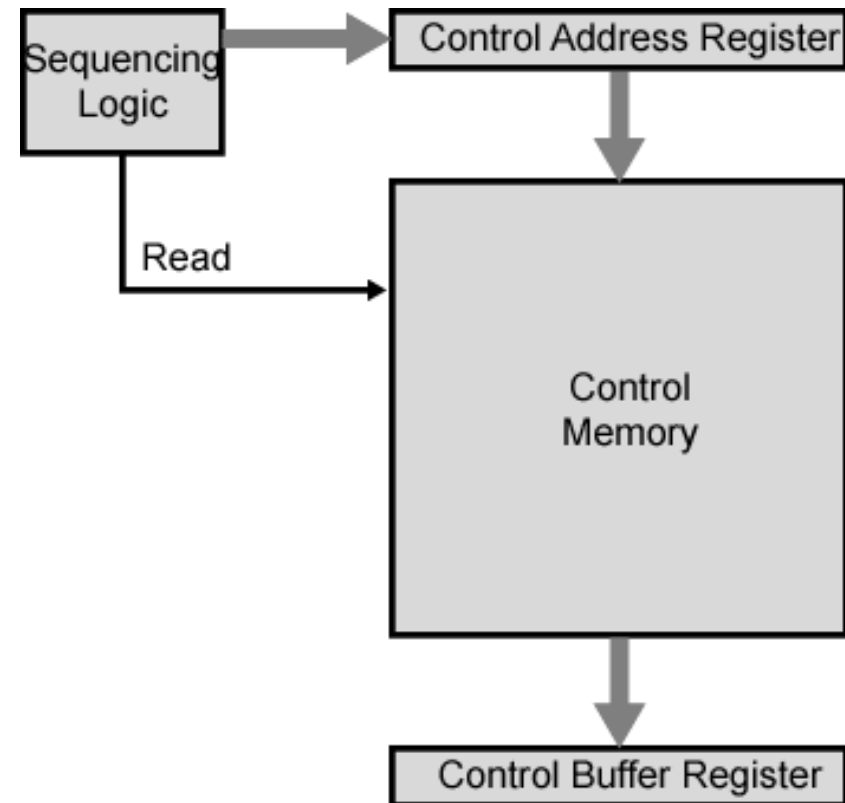 Sequencing
Logic
Control Address Register
Read
Control
Memory
Control Buffer Register